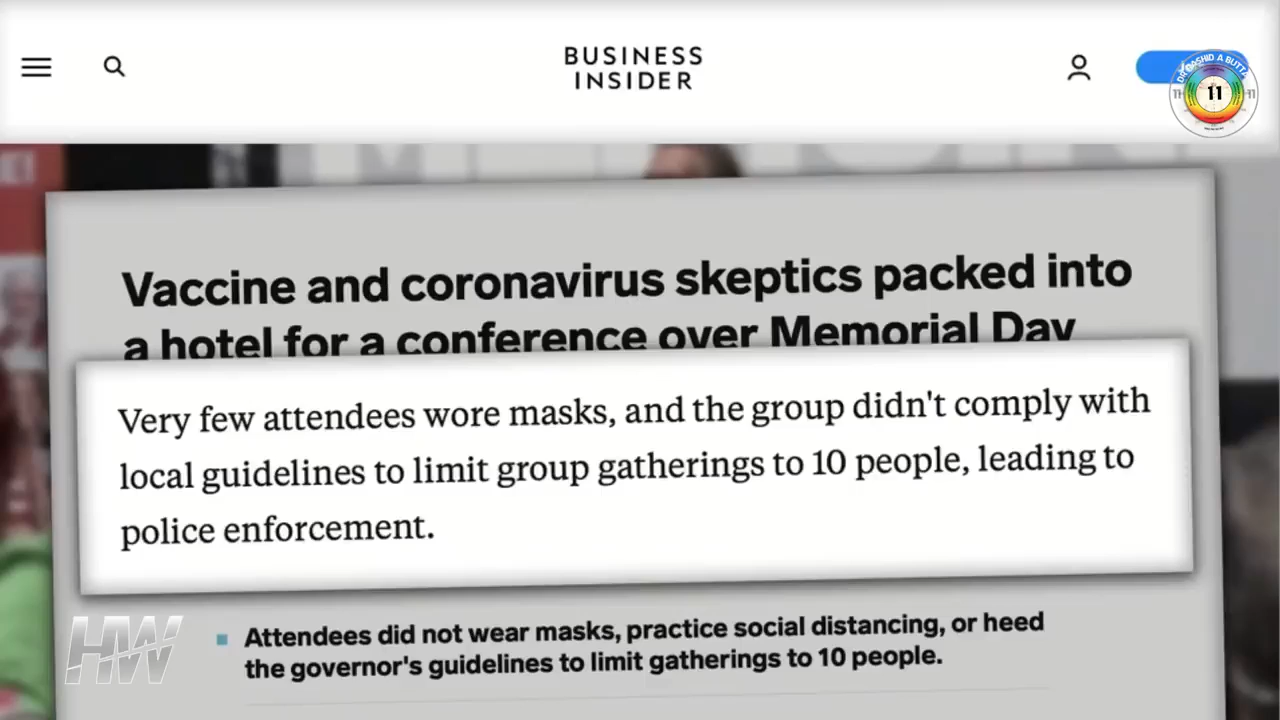 BUSINESS
INSIDER
DR RASHID A BUTTAR
11
Vaccine and coronavirus skeptics packed into
a hotel for a conference over Memorial Day
Very few attendees wore masks, and the group didn't comply with
local guidelines to limit group gatherings to 10 people, leading to
police enforcement.
HW
Attendees did not wear masks, practice social distancing, or heed
the governor's guidelines to limit gatherings to 10 people.